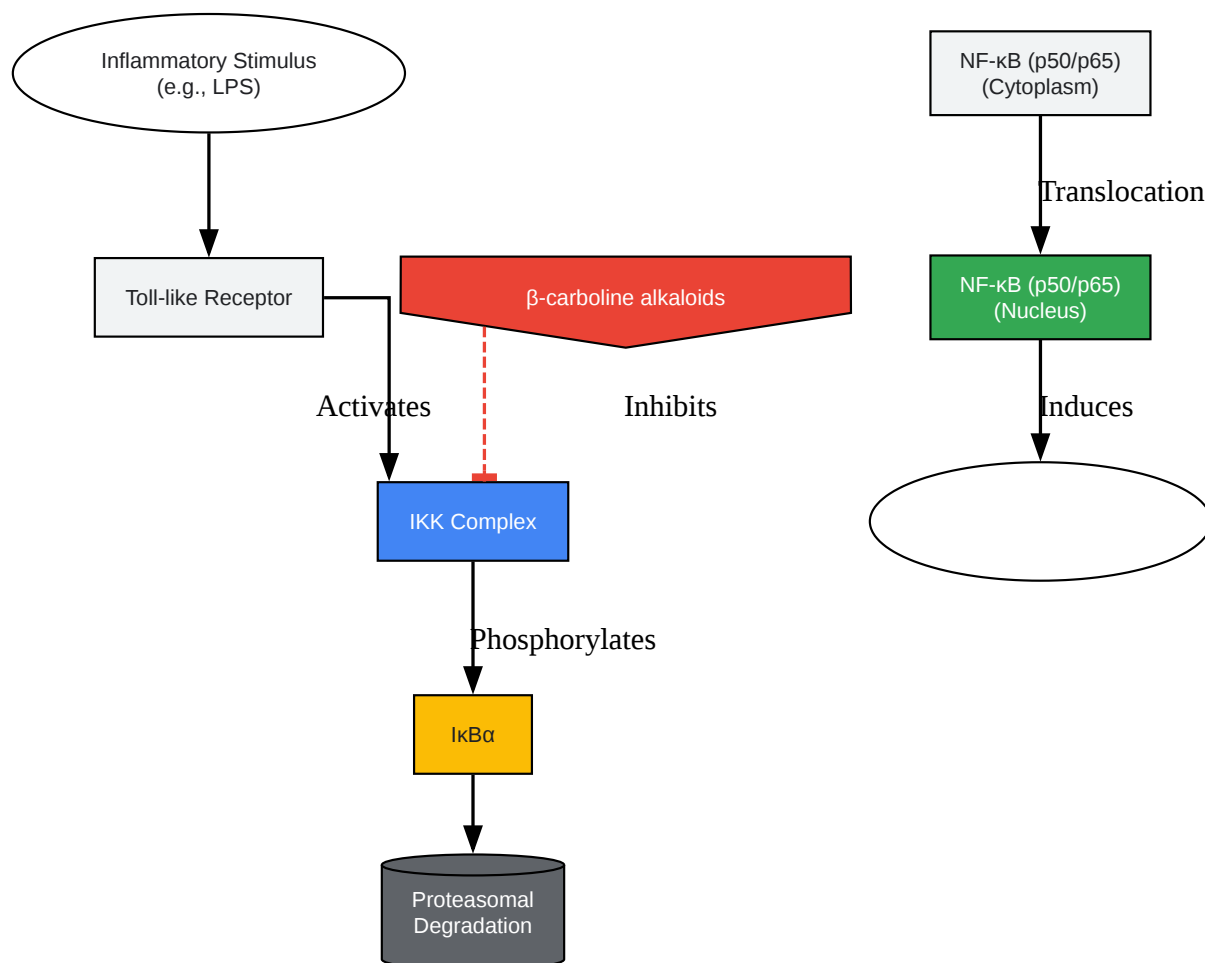 Inflammatory Stimulus
(e.g., LPS)
NF-κB (p50/p65)
(Cytoplasm)
Translocation
Toll-like Receptor
β-carboline alkaloids
NF-κB (p50/p65)
(Nucleus)
Activates
Inhibits
Induces
IKK Complex
Phosphorylates
IκBα
Proteasomal
Degradation